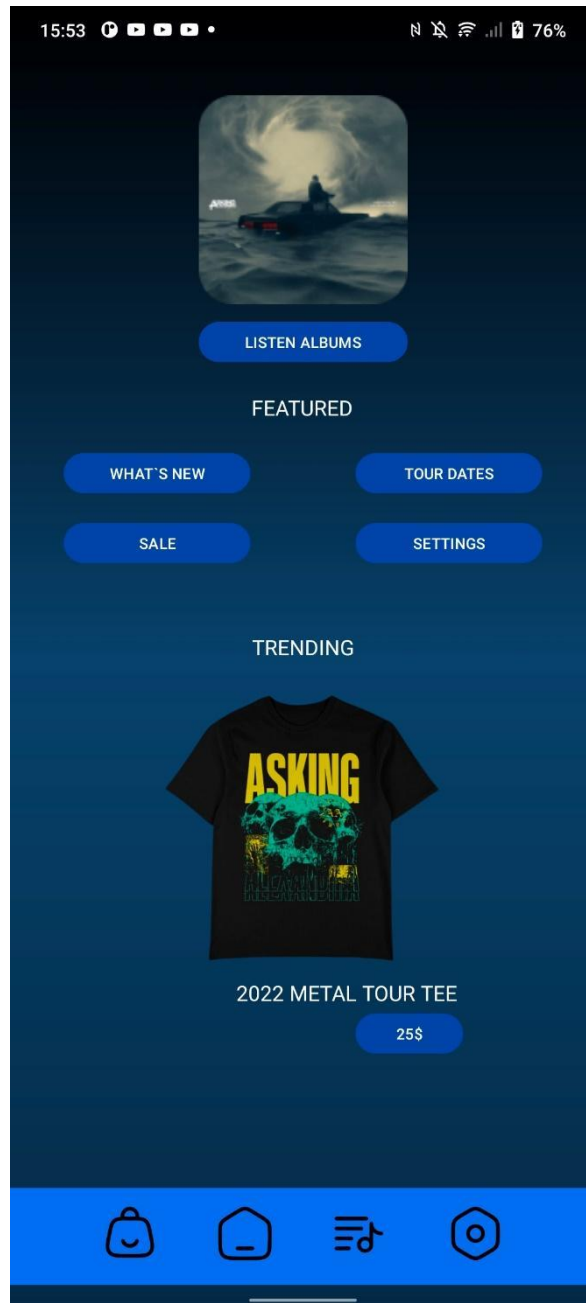 15:53 76%
LISTEN ALBUMS
FEATURED
WHAT`S NEW TOUR DATES
SALE SETTINGS
TRENDING
ASKING
ALEXANDRIA
2022 METAL TOUR TEE
25$